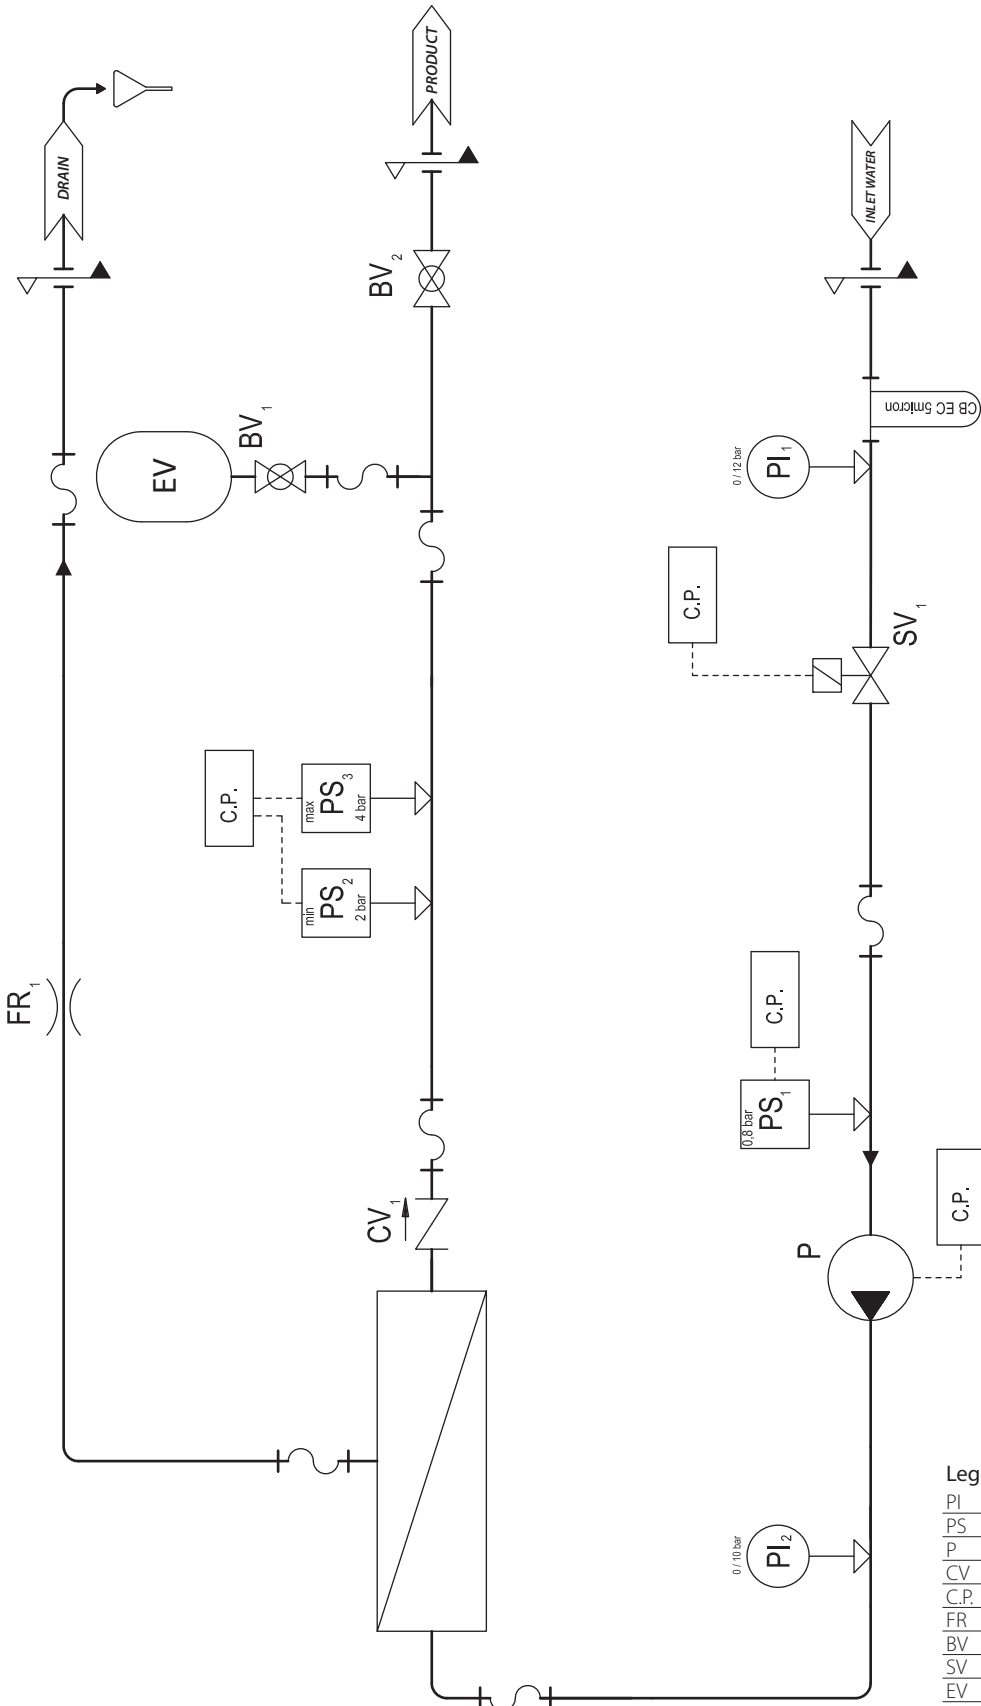 PRODUCT
DRAIN
INLET WATER
BV2
CB EC 5micron
BV1
EV
0 / 12 bar
PI1
C.P.
SV1
C.P.
max
PS3
4 bar
min
PS2
2 bar
FR1
C.P.
0,8 bar
PS1
CV1
P
C.P.
0 / 10 bar
PI2
Leg
PI
PS
P
CV
C.P.
FR
BV
SV
EV